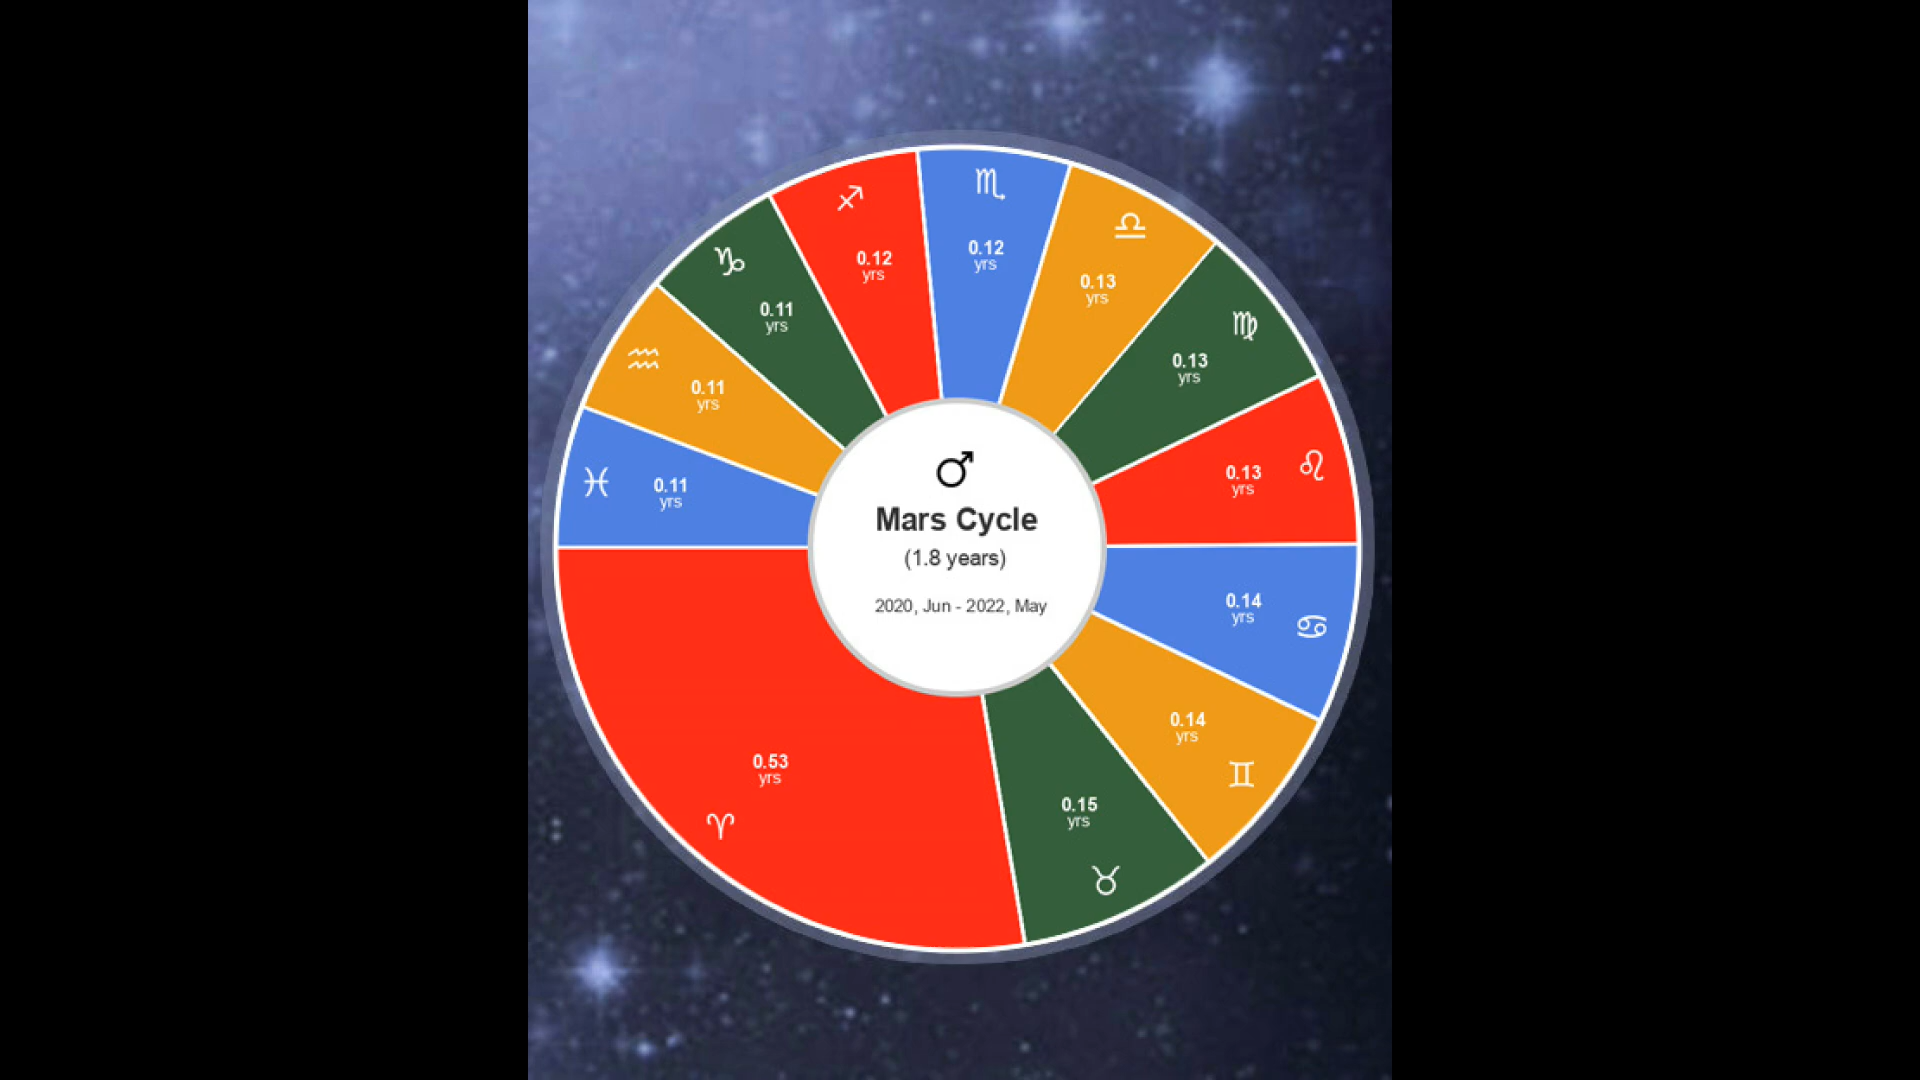 ♏
0.12
yrs
♐
0.12
yrs
♎
0.13
yrs
♑
0.11
yrs
♍
0.13
yrs
♒
0.11
yrs
♌
0.13
yrs
♓
0.11
yrs
♂
Mars Cycle
(1.8 years)
2020, Jun - 2022, May
0.14
yrs
♋
0.14
yrs
♊
0.53
yrs
♈
0.15
yrs
♉